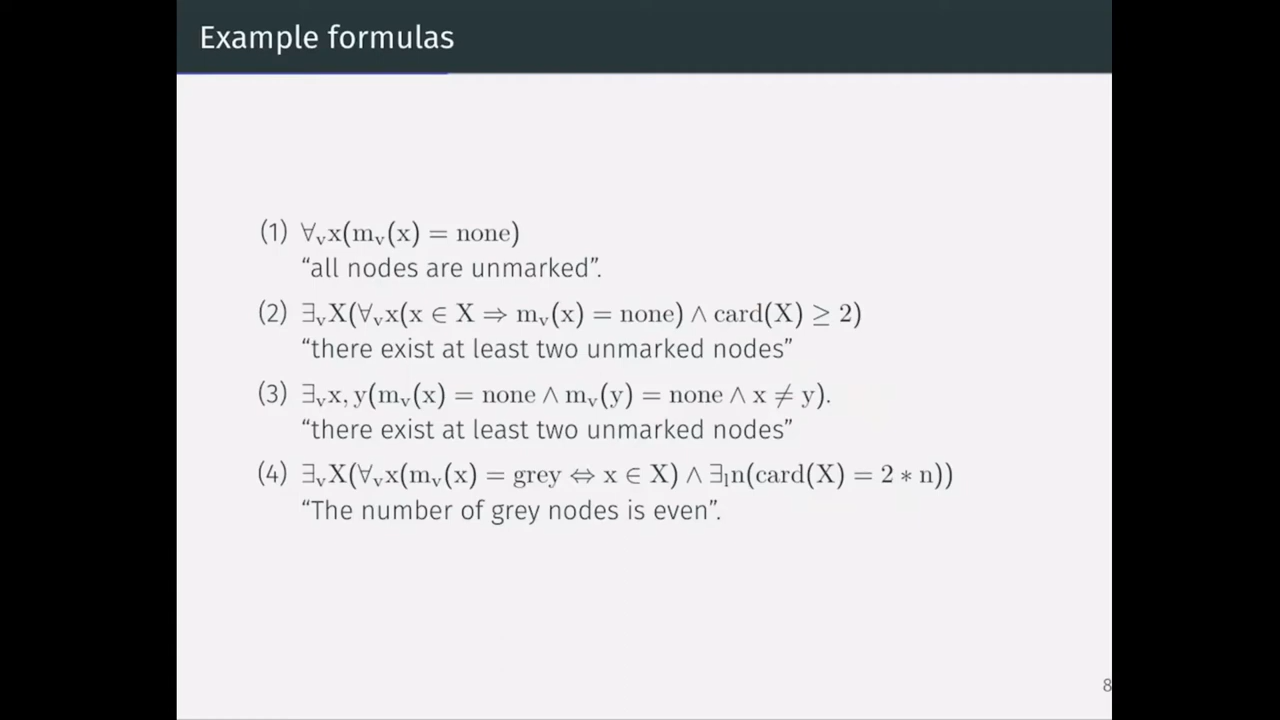 Example formulas
(1) ∀ᵥx(mᵥ(x) = none)
“all nodes are unmarked”.
(2) ∃ᵥX(∀ᵥx(x ∈ X ⇒ mᵥ(x) = none) ∧ card(X) ≥ 2)
“there exist at least two unmarked nodes”
(3) ∃ᵥx, y(mᵥ(x) = none ∧ mᵥ(y) = none ∧ x ≠ y).
“there exist at least two unmarked nodes”
(4) ∃ᵥX(∀ᵥx(mᵥ(x) = grey ⇔ x ∈ X) ∧ ∃ₗn(card(X) = 2 ∗ n))
“The number of grey nodes is even”.
8